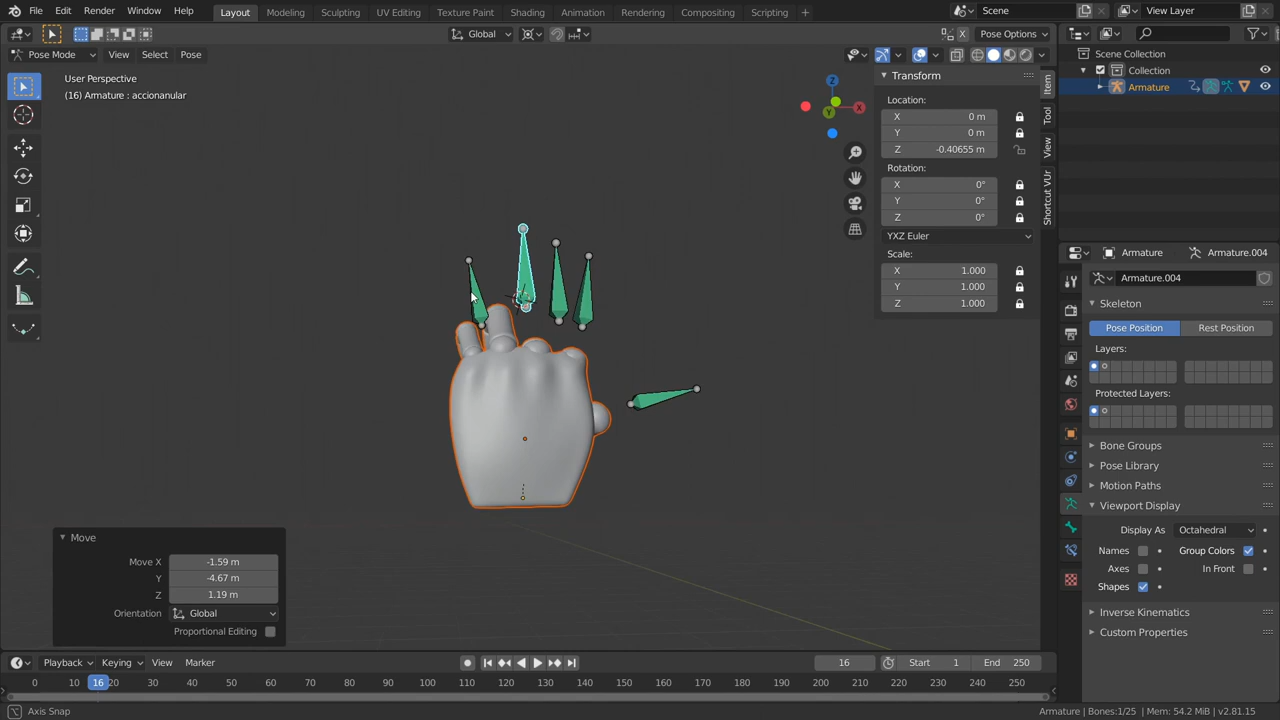 File Edit Render Window Help Layout Modeling Sculpting UV Editing Texture Paint Shading Animation Rendering Compositing Scripting + Scene View Layer
Global Pose Options
Pose Mode View Select Pose
User Perspective
(16) Armature : accionanular
Z
X
Y
Transform
Location:
X 0 m
Y 0 m
Z -0.40655 m
Rotation:
X 0°
Y 0°
Z 0°
YXZ Euler
Scale:
X 1.000
Y 1.000
Z 1.000
Item
Tool
View
Shortcut VUr
Scene Collection
Collection
Armature
Armature Armature.004
Armature.004
Skeleton
Pose Position Rest Position
Layers:
Protected Layers:
Bone Groups
Pose Library
Motion Paths
Viewport Display
Display As Octahedral
Names Group Colors
Axes In Front
Shapes
Inverse Kinematics
Custom Properties
Move
Move X -1.59 m
Y -4.67 m
Z 1.19 m
Orientation Global
Proportional Editing
Playback Keying View Marker 16 Start 1 End 250
0 10 16 20 30 40 50 60 70 80 90 100 110 120 130 140 150 160 170 180 190 200 210 220 230 240 250
Axis Snap Armature | Bones:1/25 | Mem: 54.2 MiB | v2.81.15